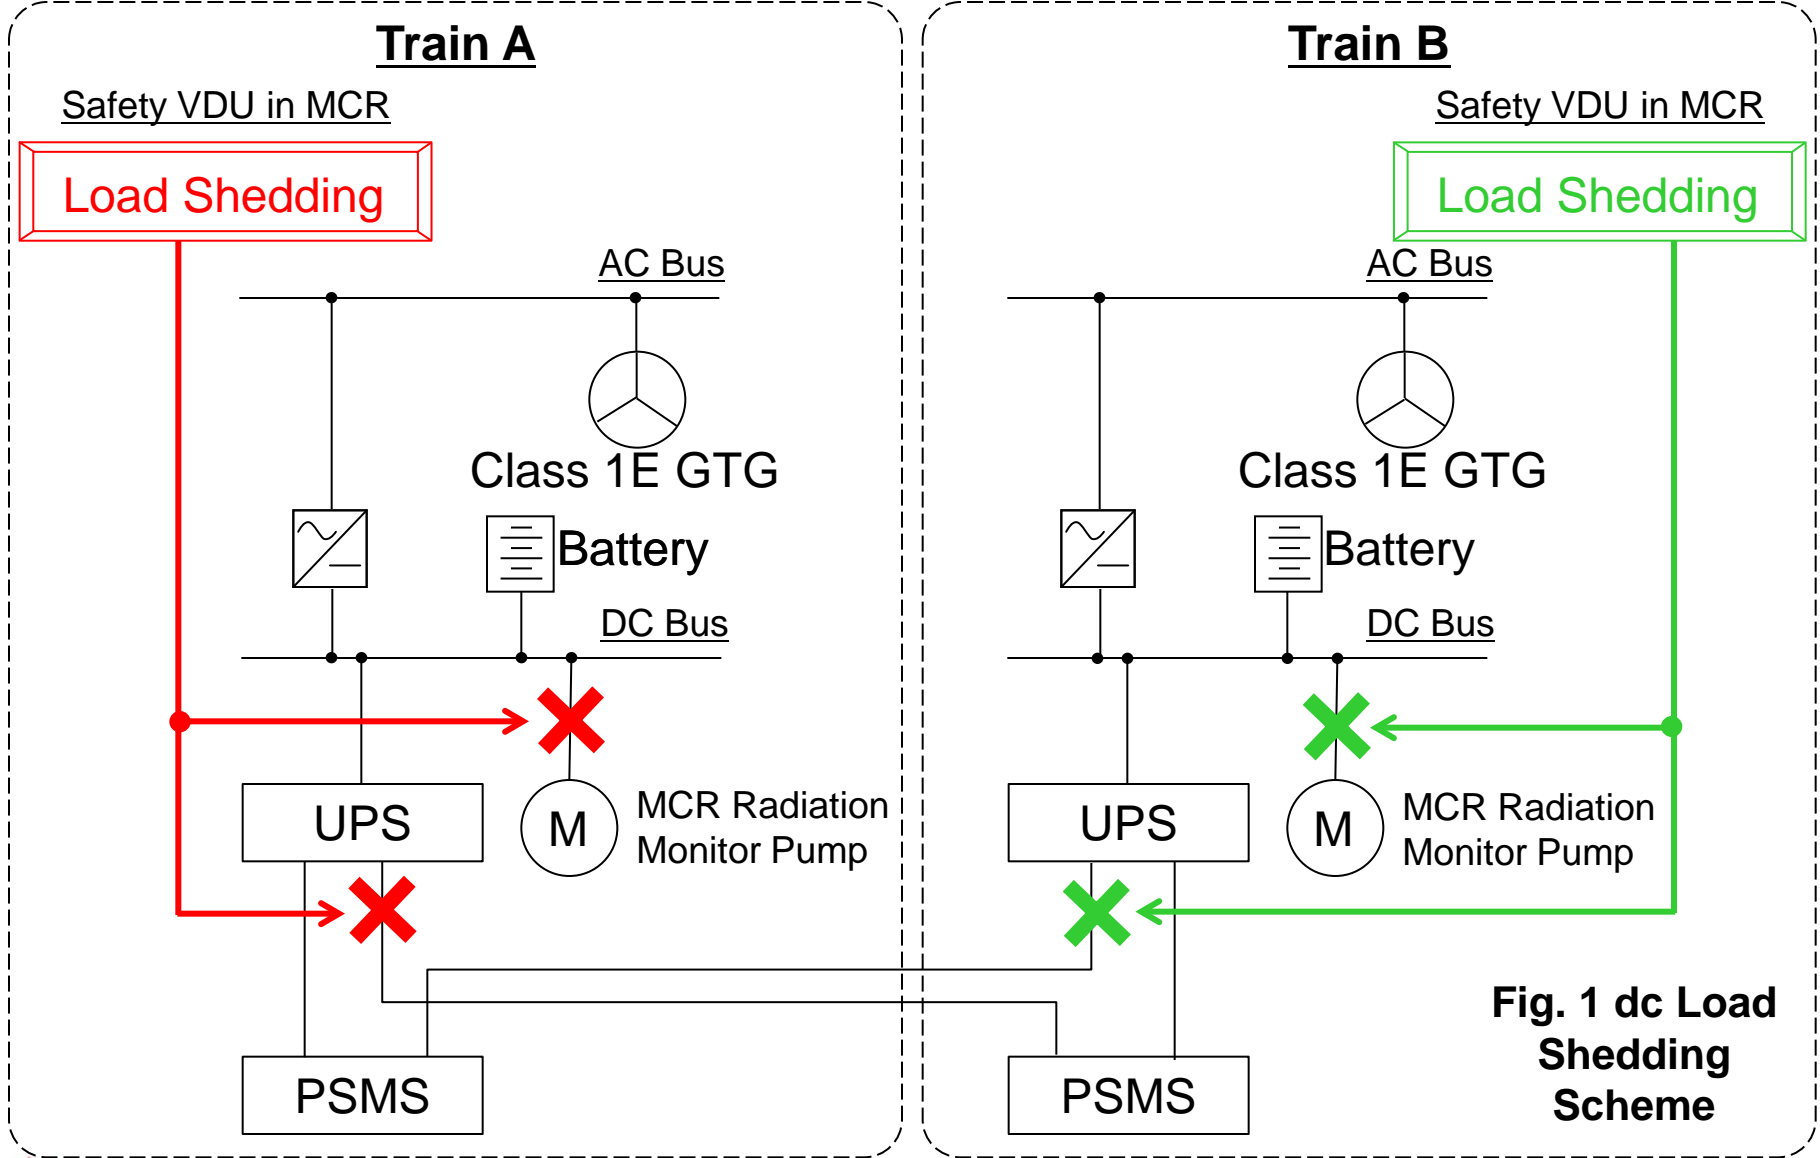 Train A
Safety VDU in MCR
Load Shedding
AC Bus
Class 1E GTG
Battery
DC Bus
UPS
M
MCR Radiation
Monitor Pump
PSMS
Train B
Safety VDU in MCR
Load Shedding
AC Bus
Class 1E GTG
Battery
DC Bus
UPS
M
MCR Radiation
Monitor Pump
PSMS
Fig. 1 dc Load
Shedding
Scheme